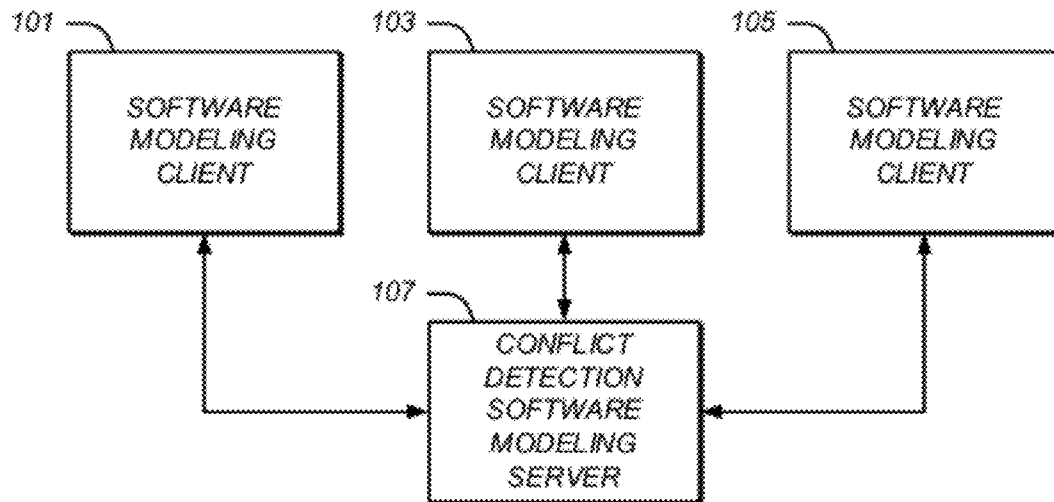 101
103
105
SOFTWARE
MODELING
CLIENT
SOFTWARE
MODELING
CLIENT
SOFTWARE
MODELING
CLIENT
107
CONFLICT
DETECTION
SOFTWARE
MODELING
SERVER